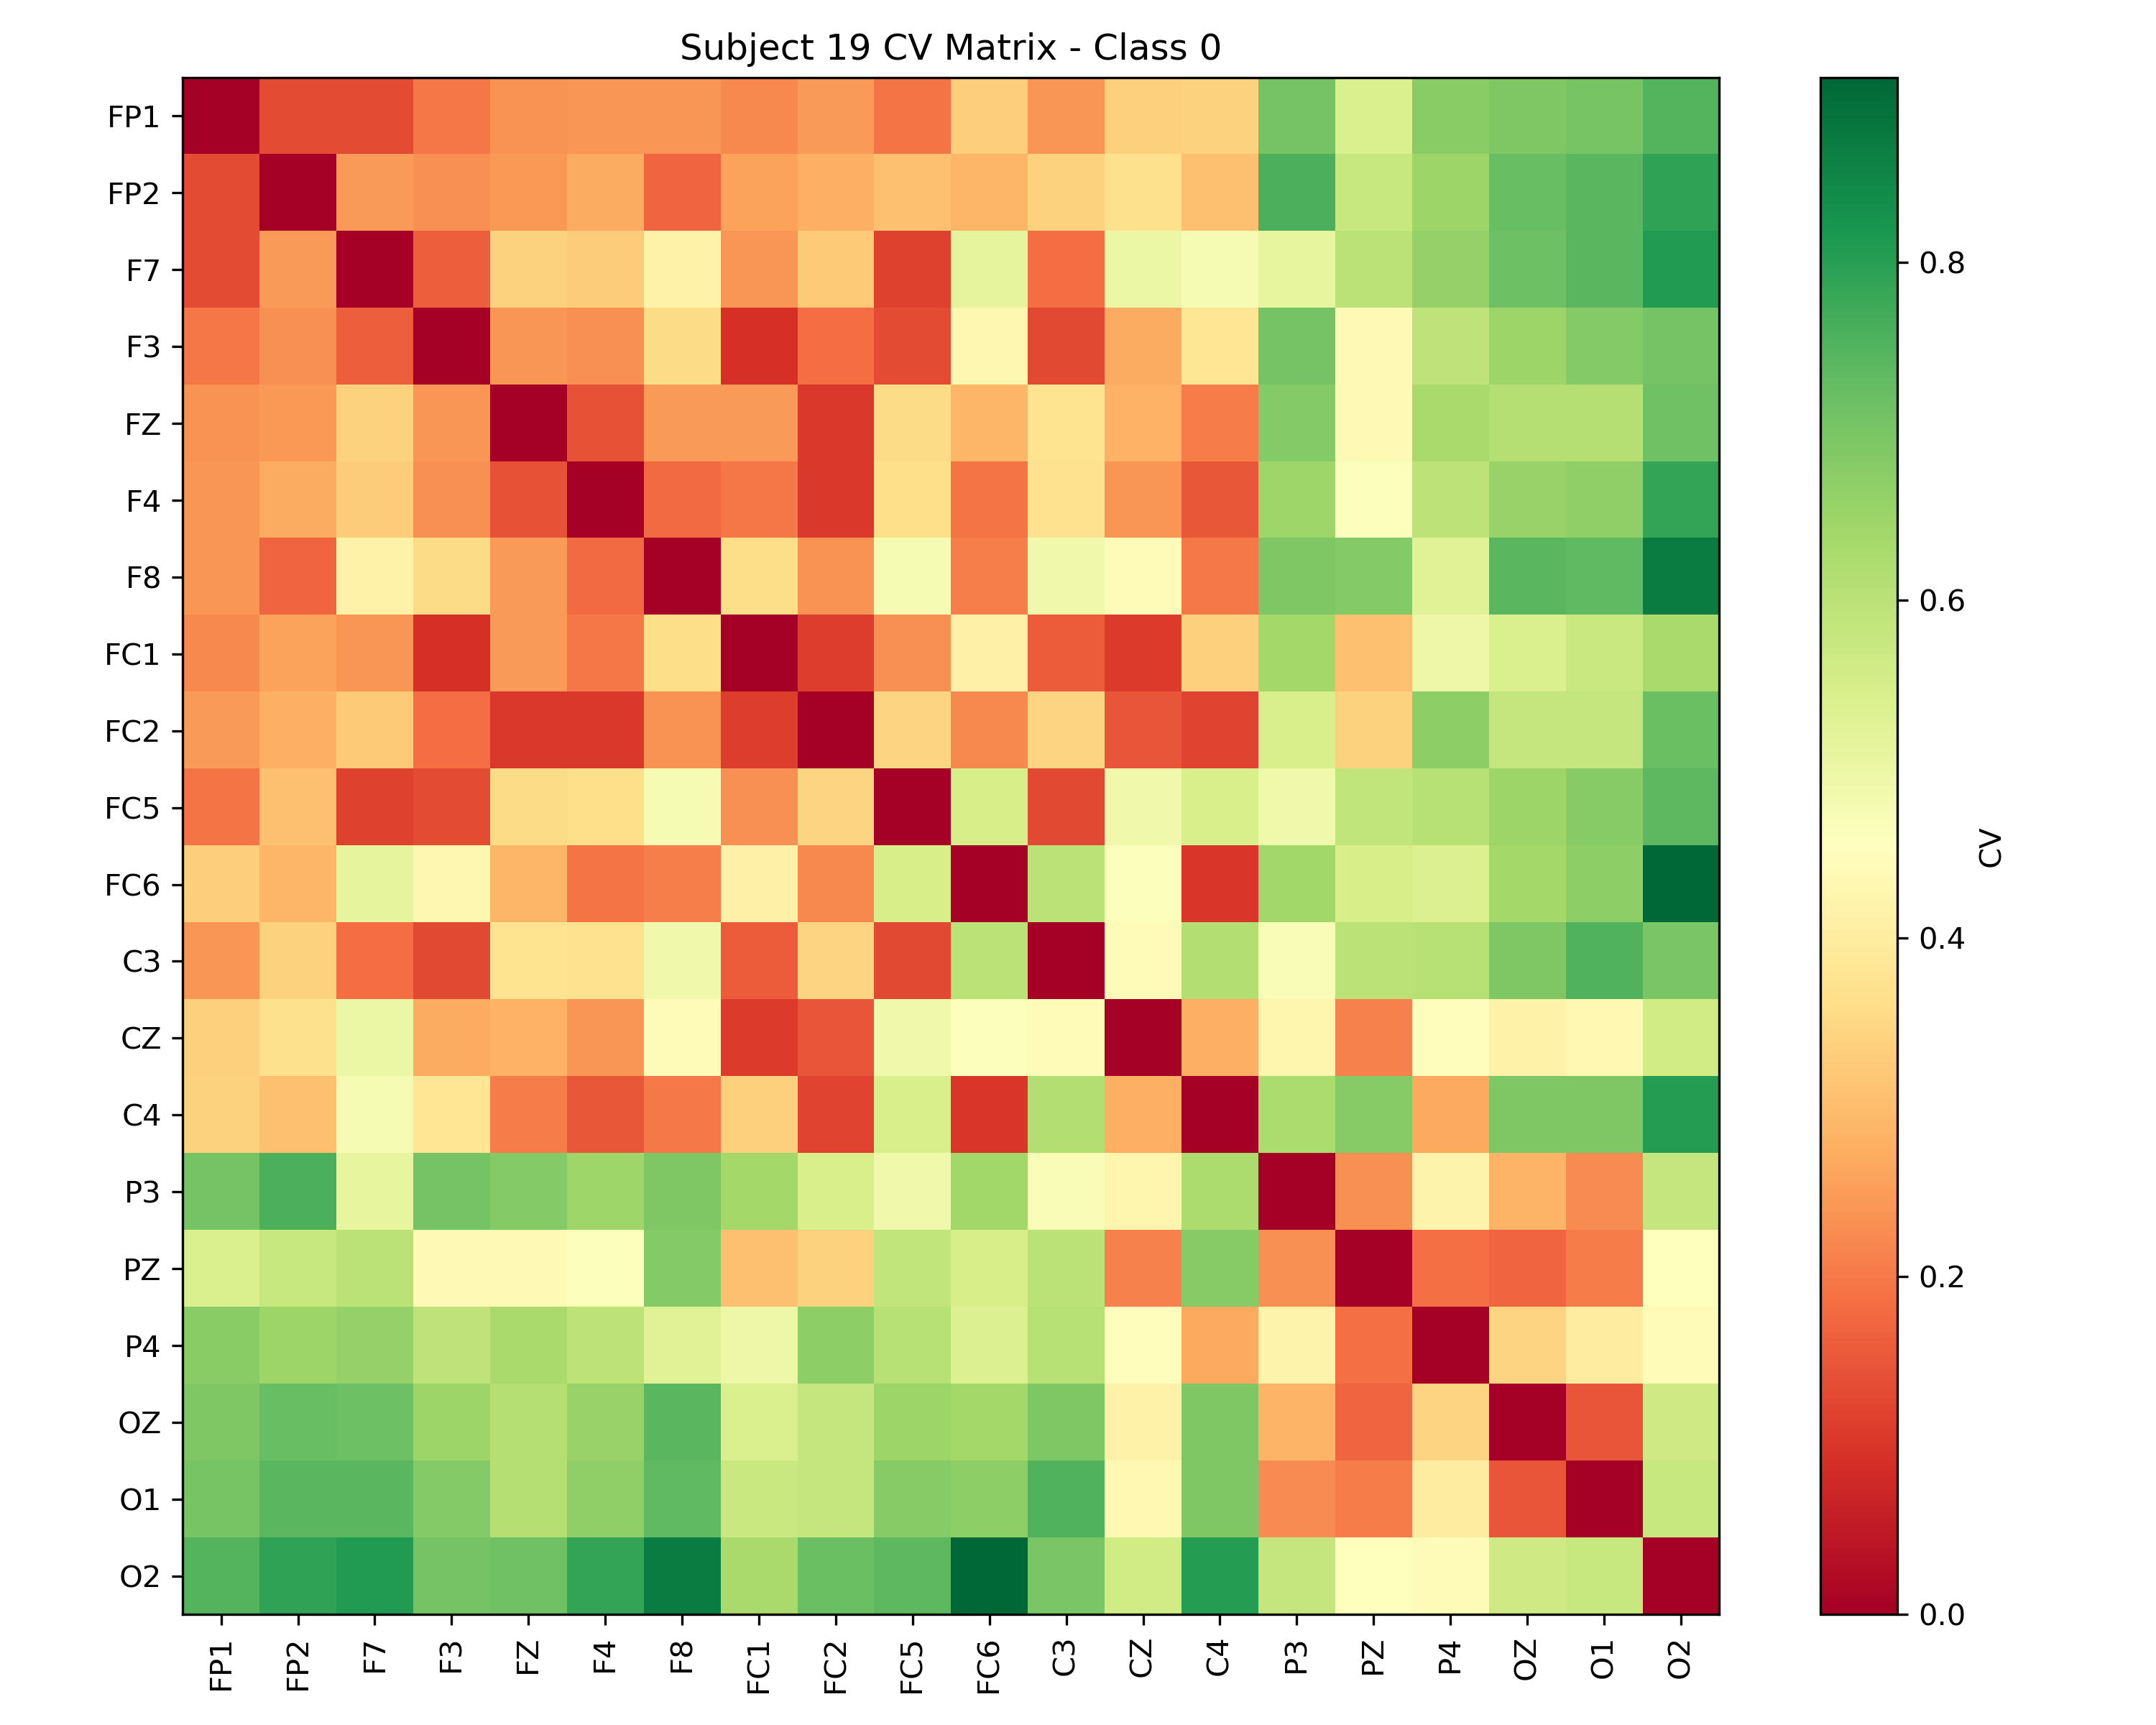 Subject 19 CV Matrix - Class 0
FP1
FP2
F7
F3
FZ
F4
F8
FC1
FC2
FC5
FC6
C3
CZ
C4
P3
PZ
P4
OZ
O1
O2
FP1 FP2 F7 F3 FZ F4 F8 FC1 FC2 FC5 FC6 C3 CZ C4 P3 PZ P4 OZ O1 O2
0.8
0.6
0.4
0.2
0.0
CV